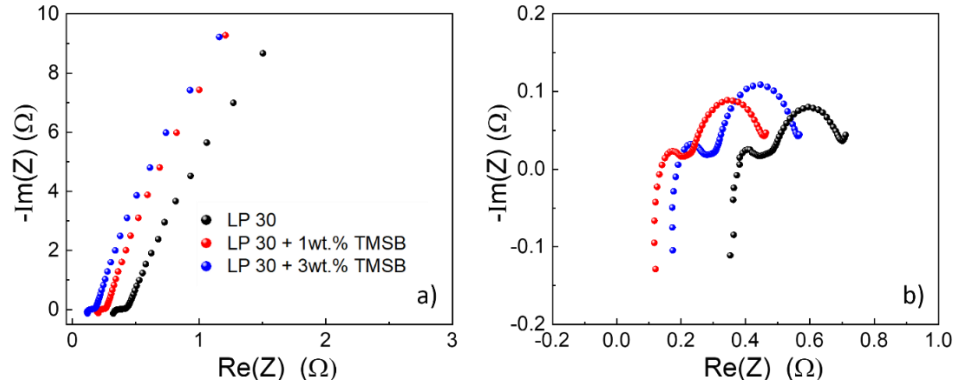 10
8
6
4
2
0
-Im(Z) (Ω)
0
1
2
3
Re(Z) (Ω)
LP 30
LP 30 + 1wt.% TMSB
LP 30 + 3wt.% TMSB
a)
0.2
0.1
0.0
-0.1
-0.2
-Im(Z) (Ω)
-0.2
0.0
0.2
0.4
0.6
0.8
1.0
Re(Z) (Ω)
b)